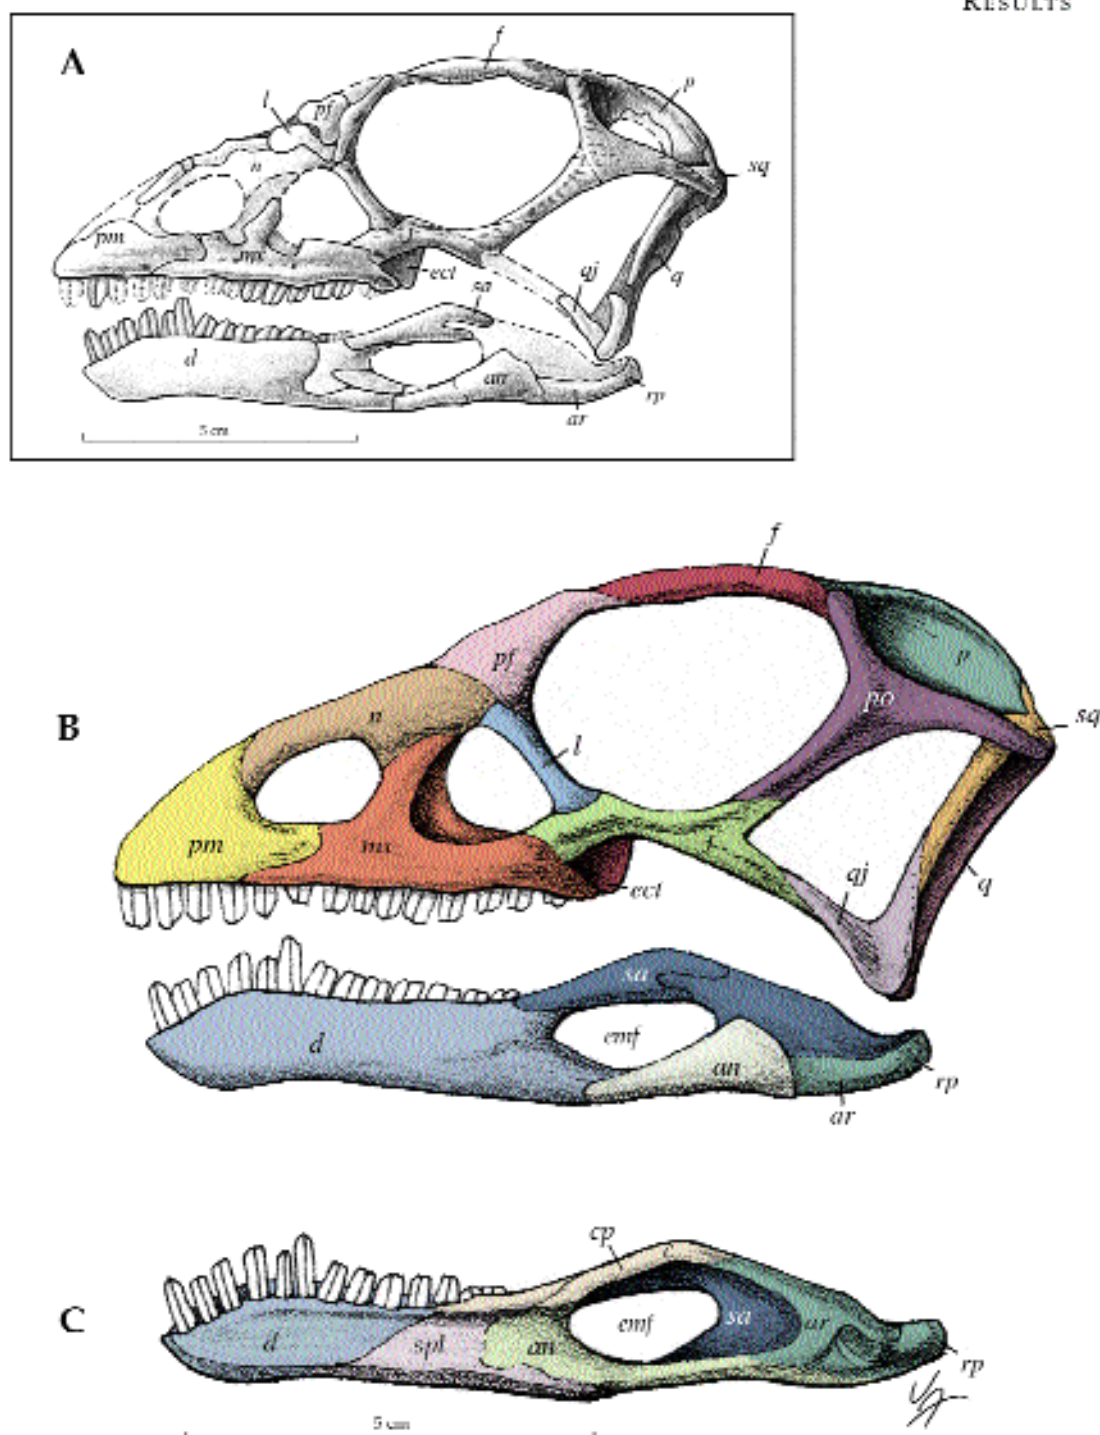 RESULTS
A
f
p
l
pf
n
sq
pm
mx
ect
qj
q
sa
d
an
rp
ar
5 cm
f
pf
p
B
n
po
sq
l
pm
mx
j
qj
q
ect
sa
d
emf
an
rp
ar
cp
c
C
emf
sa
ar
d
spl
an
rp
5 cm